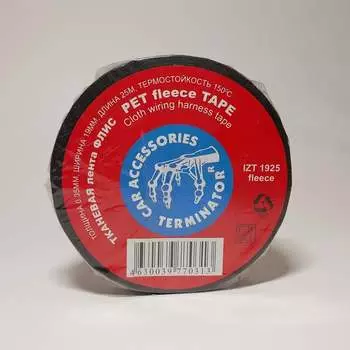 ТОЛЩИНА 0,35ММ, ШИРИНА 19ММ, ДЛИНА 25М, ТЕРМОСТОЙКОСТЬ 150°С
ТКАНЕВАЯ лента ФЛИС PET fleece TAPE
Cloth wiring harness tape
CAR ACCESSORIES
TERMINATOR®
IZT 1925
fleece
4630039770313